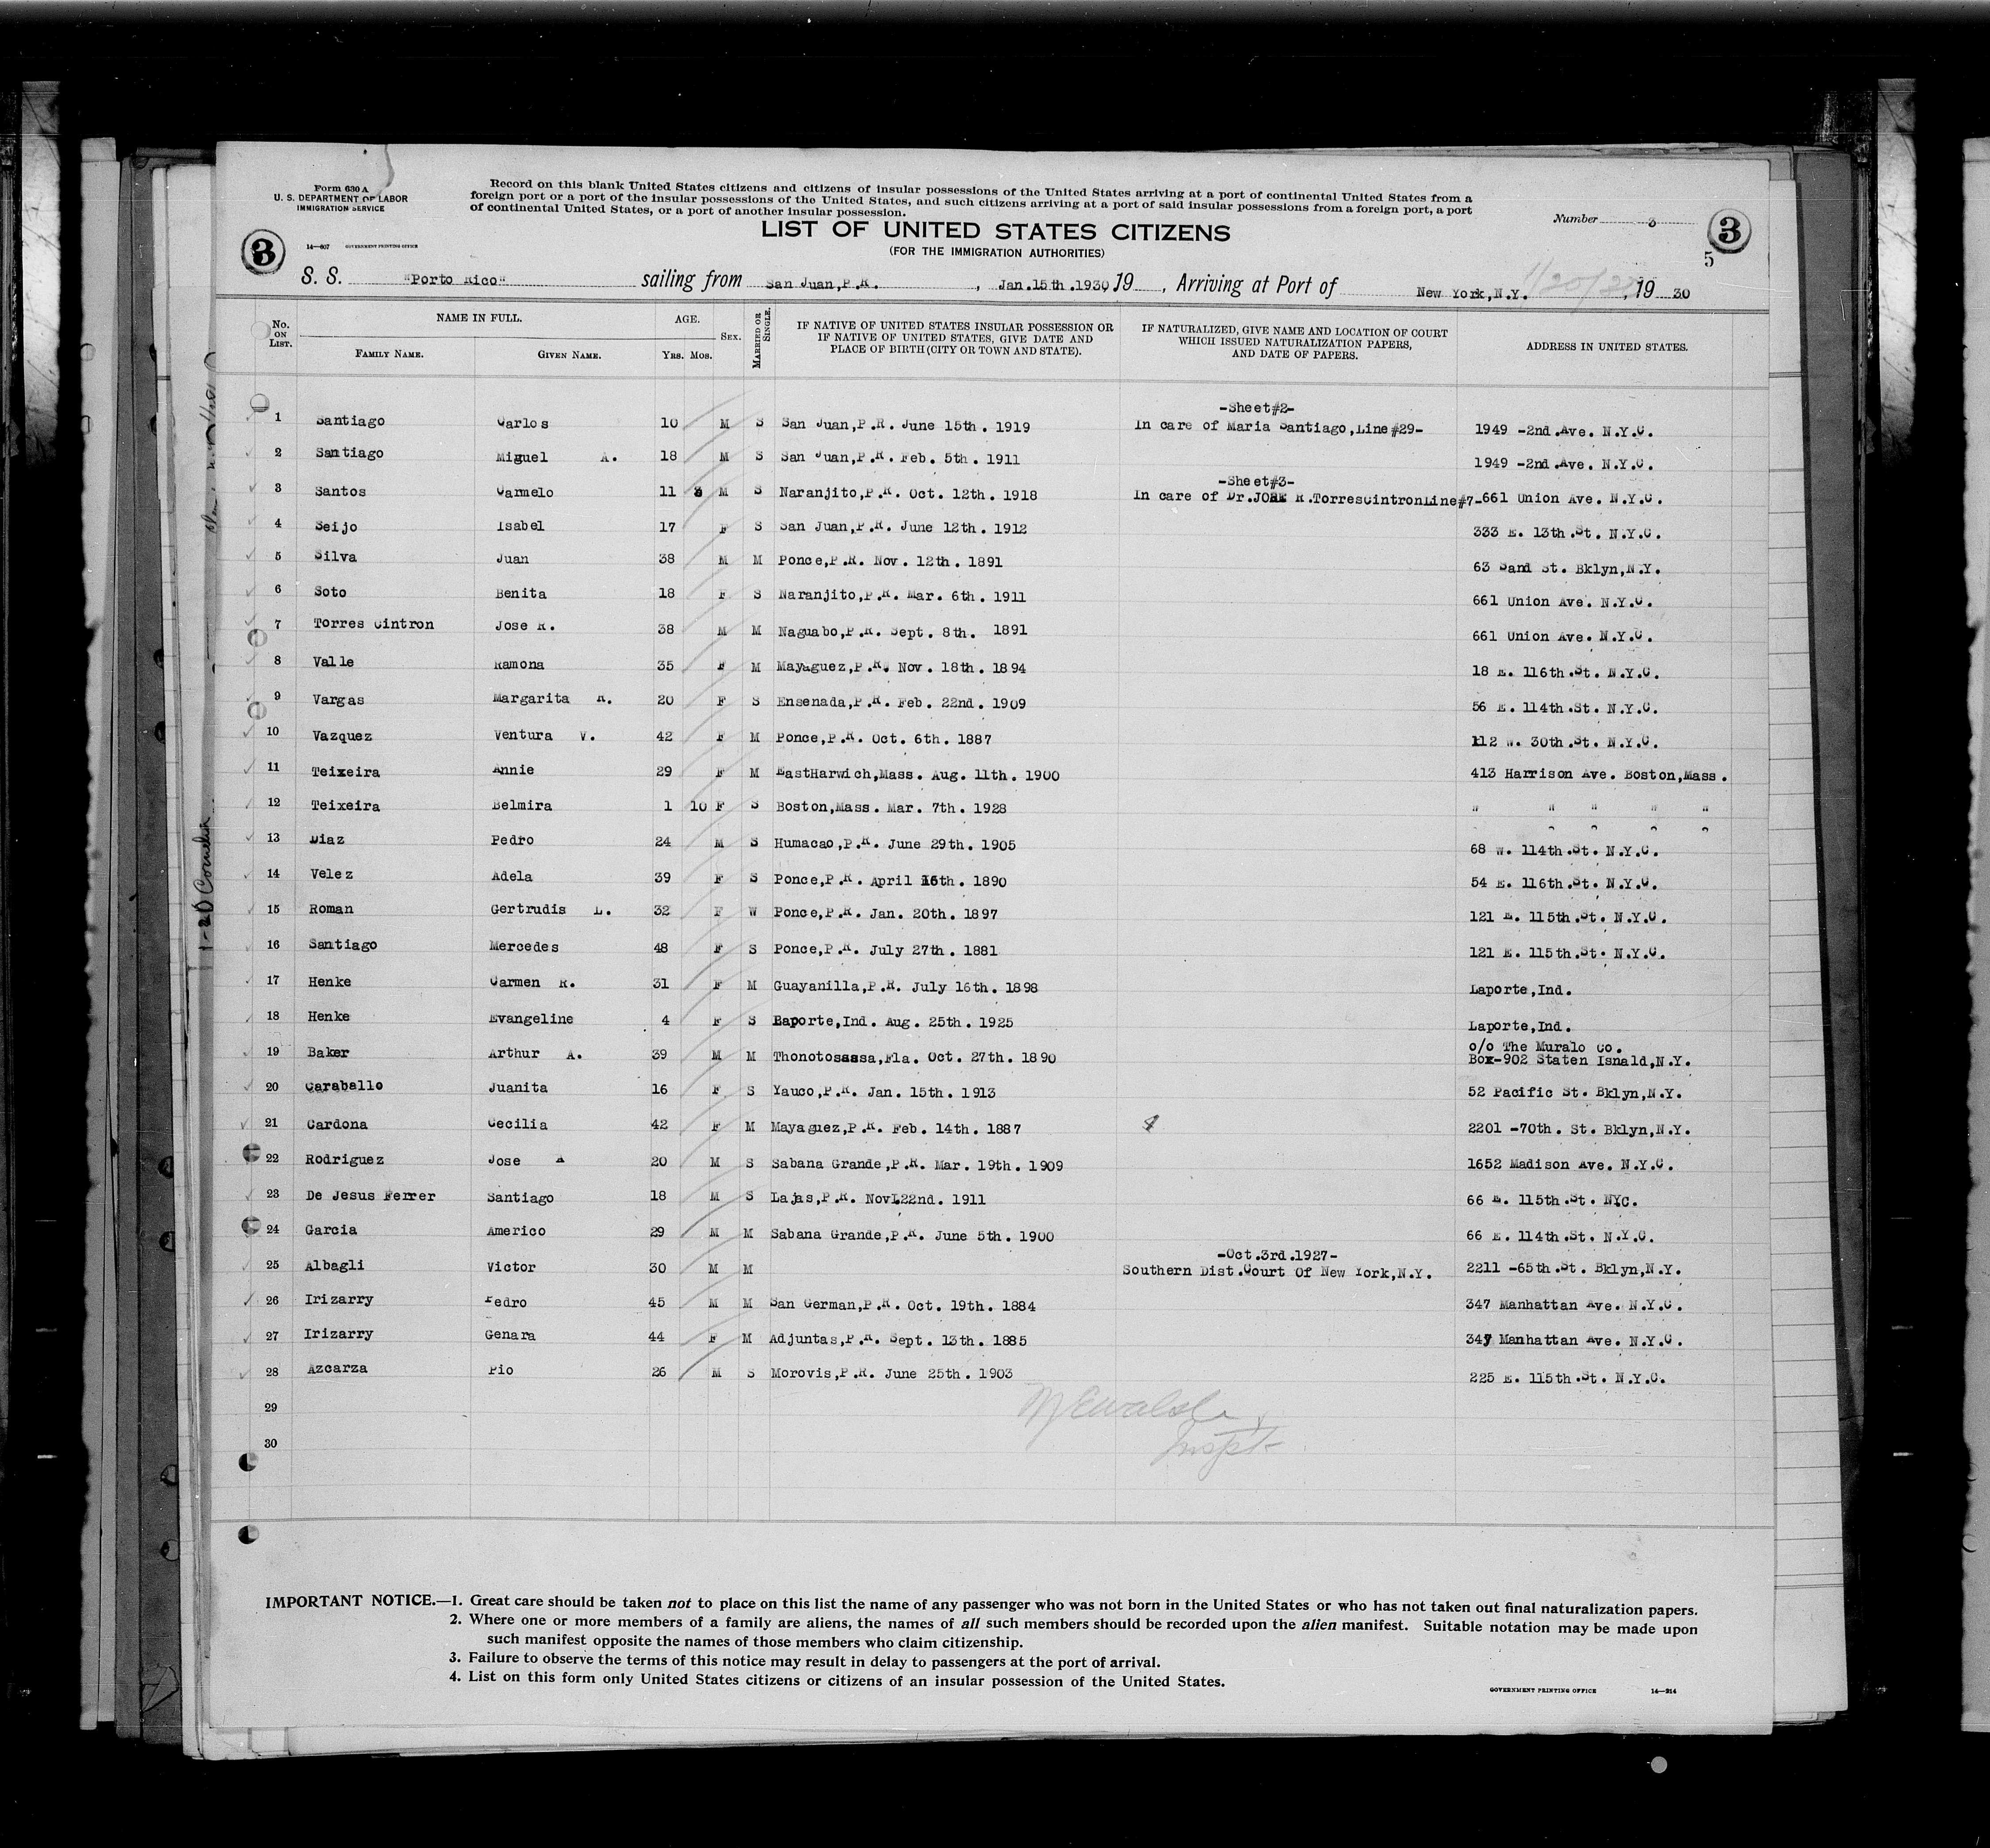 Form 630 A
U. S. DEPARTMENT OF LABOR
IMMIGRATION SERVICE
14—607 GOVERNMENT PRINTING OFFICE
Record on this blank United States citizens and citizens of insular possessions of the United States arriving at a port of continental United States from a
foreign port or a port of the insular possessions of the United States, and such citizens arriving at a port of said insular possessions from a foreign port, a port
of continental United States, or a port of another insular possession.
Number 3
3
3
5
LIST OF UNITED STATES CITIZENS
(FOR THE IMMIGRATION AUTHORITIES)
S. S. "Porto Rico" sailing from San Juan,P.R. , Jan.15th.1930, 19 , Arriving at Port of New York,N.Y. , 19 30
No. ON LIST. NAME IN FULL. FAMILY NAME. GIVEN NAME. AGE. Yrs. Mos. SEX. MARRIED OR SINGLE. IF NATIVE OF UNITED STATES INSULAR POSSESSION OR IF NATIVE OF UNITED STATES, GIVE DATE AND PLACE OF BIRTH (CITY OR TOWN AND STATE). IF NATURALIZED, GIVE NAME AND LOCATION OF COURT WHICH ISSUED NATURALIZATION PAPERS, AND DATE OF PAPERS. ADDRESS IN UNITED STATES.
-Sheet#2-
1 Santiago Carlos 10 M S San Juan,P.R. June 15th. 1919 In care of Maria Santiago,Line#29- 1949 -2nd.Ave. N.Y.C.
2 Santiago Miguel A. 18 M S San Juan,P.R. Feb. 5th. 1911 1949 -2nd.Ave. N.Y.C.
-Sheet#3-
3 Santos Carmelo 11 3 M S Naranjito,P.R. Oct. 12th. 1918 In care of Dr.JOSE R.TorresCintronLine#7- 661 Union Ave. N.Y.C.
4 Seijo Isabel 17 F S San Juan,P.R. June 12th. 1912 333 E. 13th.St. N.Y.C.
5 Silva Juan 38 M M Ponce,P.R. Nov. 12th. 1891 63 Sand St. Bklyn,N.Y.
6 Soto Benita 18 F S Naranjito,P.R. Mar. 6th. 1911 661 Union Ave. N.Y.C.
7 Torres Cintron Jose R. 38 M M Naguabo,P.R. Sept. 8th. 1891 661 Union Ave. N.Y.C.
8 Valle Ramona 35 F M Mayaguez,P.R. Nov. 18th. 1894 18 E. 116th.St. N.Y.C.
9 Vargas Margarita R. 20 F S Ensenada,P.R. Feb. 22nd. 1909 56 E. 114th.St. N.Y.C.
10 Vazquez Ventura V. 42 F M Ponce,P.R. Oct. 6th. 1887 112 W. 30th.St. N.Y.C.
11 Teixeira Annie 29 F M EastHarwich,Mass. Aug. 11th. 1900 413 Harrison Ave. Boston,Mass.
12 Teixeira Belmira 1 10 F S Boston,Mass. Mar. 7th. 1928 " " " " "
13 Diaz Pedro 24 M S Humacao,P.R. June 29th. 1905 68 W. 114th.St. N.Y.C.
14 Velez Adela 39 F S Ponce,P.R. April 16th. 1890 54 E. 116th.St. N.Y.C.
15 Roman Gertrudis L. 32 F W Ponce,P.R. Jan. 20th. 1897 121 E. 115th.St. N.Y.C.
16 Santiago Mercedes 48 F S Ponce,P.R. July 27th. 1881 121 E. 115th.St. N.Y.C.
17 Henke Carmen R. 31 F M Guayanilla,P.R. July 16th. 1898 Laporte,Ind.
18 Henke Evangeline 4 F S Laporte,Ind. Aug. 25th. 1925 Laporte,Ind.
c/o The Muralo Co.
19 Baker Arthur A. 39 M M Thonotosassa,Fla. Oct. 27th. 1890 Box-902 Staten Isnald,N.Y.
20 Caraballo Juanita 16 F S Yauco,P.R. Jan. 15th. 1913 52 Pacific St. Bklyn,N.Y.
21 Cardona Cecilia 42 F M Mayaguez,P.R. Feb. 14th. 1887 2201 -70th. St. Bklyn,N.Y.
22 Rodriguez Jose A 20 M S Sabana Grande,P.R. Mar. 19th. 1909 1652 Madison Ave. N.Y.C.
23 De Jesus Ferrer Santiago 18 M S Lajas,P.R. Nov.22nd. 1911 66 E. 115th.St. NYC.
24 Garcia Americo 29 M M Sabana Grande,P.R. June 5th. 1900 66 E. 114th.St. N.Y.C.
-Oct.3rd.1927-
25 Albagli Victor 30 M M Southern Dist.Court Of New York,N.Y. 2211 -65th.St. Bklyn,N.Y.
26 Irizarry Pedro 45 M M San German,P.R. Oct. 19th. 1884 347 Manhattan Ave. N.Y.C.
27 Irizarry Genara 44 F M Adjuntas,P.R. Sept. 13th. 1885 347 Manhattan Ave. N.Y.C.
28 Azcarza Pio 26 M S Morovis,P.R. June 25th. 1903 225 E. 115th.St. N.Y.C.
29
30
Inspt
IMPORTANT NOTICE.—1. Great care should be taken not to place on this list the name of any passenger who was not born in the United States or who has not taken out final naturalization papers.
2. Where one or more members of a family are aliens, the names of all such members should be recorded upon the alien manifest. Suitable notation may be made upon
such manifest opposite the names of those members who claim citizenship.
3. Failure to observe the terms of this notice may result in delay to passengers at the port of arrival.
4. List on this form only United States citizens or citizens of an insular possession of the United States.
GOVERNMENT PRINTING OFFICE 14—314